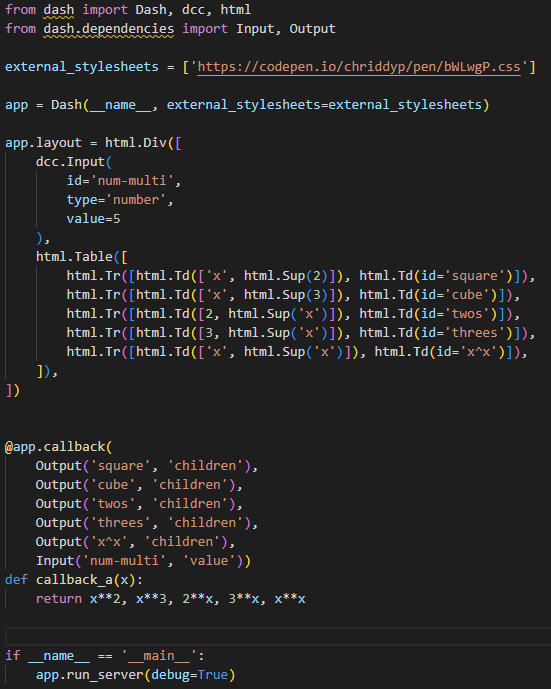 from dash import Dash, dcc, html
from dash.dependencies import Input, Output
external_stylesheets = ['https://codepen.io/chriddyp/pen/bWLwgP.css']
app = Dash(__name__, external_stylesheets=external_stylesheets)
app.layout = html.Div([
    dcc.Input(
        id='num-multi',
        type='number',
        value=5
    ),
    html.Table([
        html.Tr([html.Td(['x', html.Sup(2)]), html.Td(id='square')]),
        html.Tr([html.Td(['x', html.Sup(3)]), html.Td(id='cube')]),
        html.Tr([html.Td([2, html.Sup('x')]), html.Td(id='twos')]),
        html.Tr([html.Td([3, html.Sup('x')]), html.Td(id='threes')]),
        html.Tr([html.Td(['x', html.Sup('x')]), html.Td(id='x^x')]),
    ]),
])
@app.callback(
    Output('square', 'children'),
    Output('cube', 'children'),
    Output('twos', 'children'),
    Output('threes', 'children'),
    Output('x^x', 'children'),
    Input('num-multi', 'value'))
def callback_a(x):
    return x**2, x**3, 2**x, 3**x, x**x
if __name__ == '__main__':
    app.run_server(debug=True)